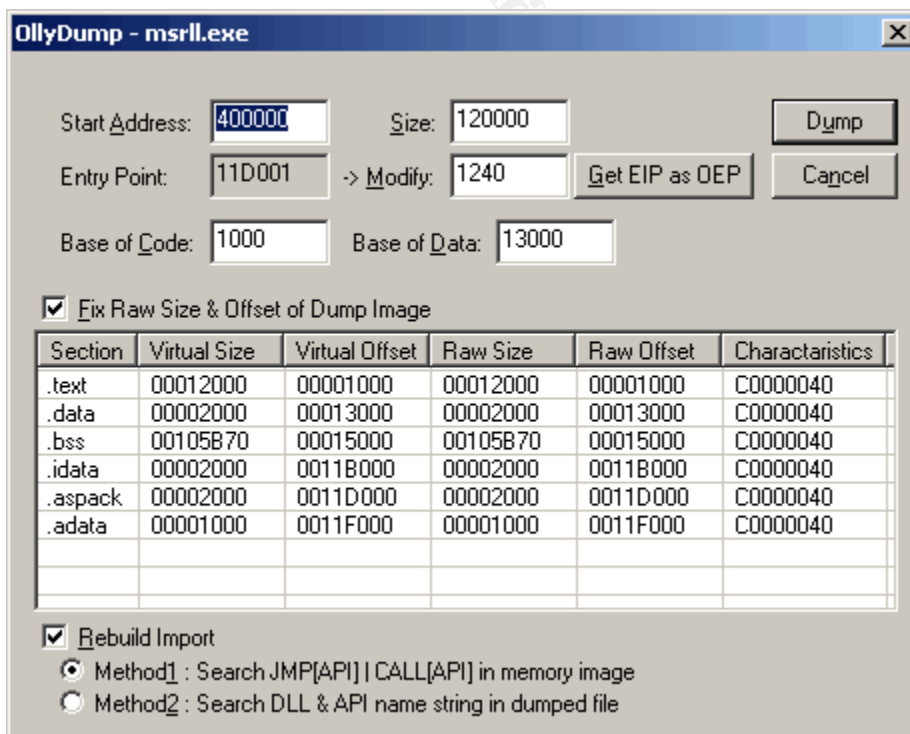 OllyDump - msrll.exe
Start Address: 400000 Size: 120000 Dump
Entry Point: 11D001 -> Modify: 1240 Get EIP as OEP Cancel
Base of Code: 1000 Base of Data: 13000
Fix Raw Size & Offset of Dump Image
Section Virtual Size Virtual Offset Raw Size Raw Offset Charactaristics
.text 00012000 00001000 00012000 00001000 C0000040
.data 00002000 00013000 00002000 00013000 C0000040
.bss 00105B70 00015000 00105B70 00015000 C0000040
.idata 00002000 0011B000 00002000 0011B000 C0000040
.aspack 00002000 0011D000 00002000 0011D000 C0000040
.adata 00001000 0011F000 00001000 0011F000 C0000040
Rebuild Import
Method1 : Search JMP[API] | CALL[API] in memory image
Method2 : Search DLL & API name string in dumped file